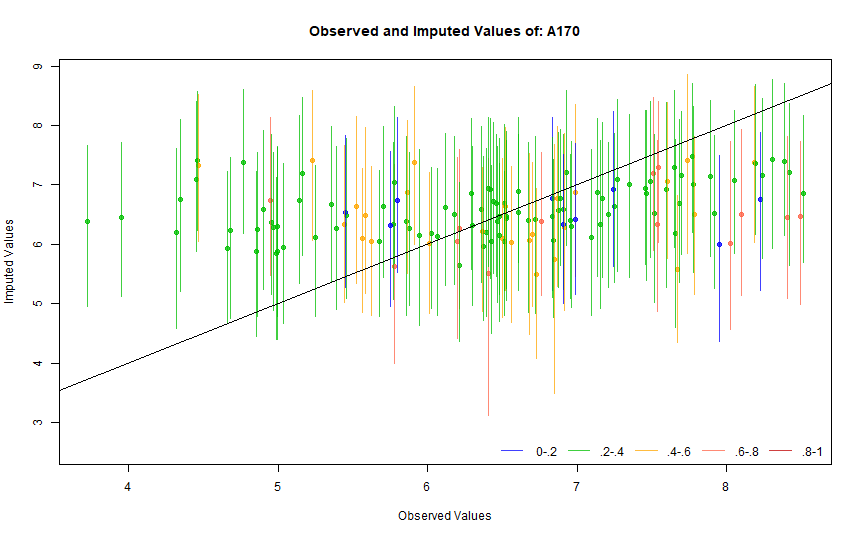 Observed and Imputed Values of: A170
Imputed Values
9
8
7
6
5
4
3
0-.2 .2-.4 .4-.6 .6-.8 .8-1
4 5 6 7 8
Observed Values